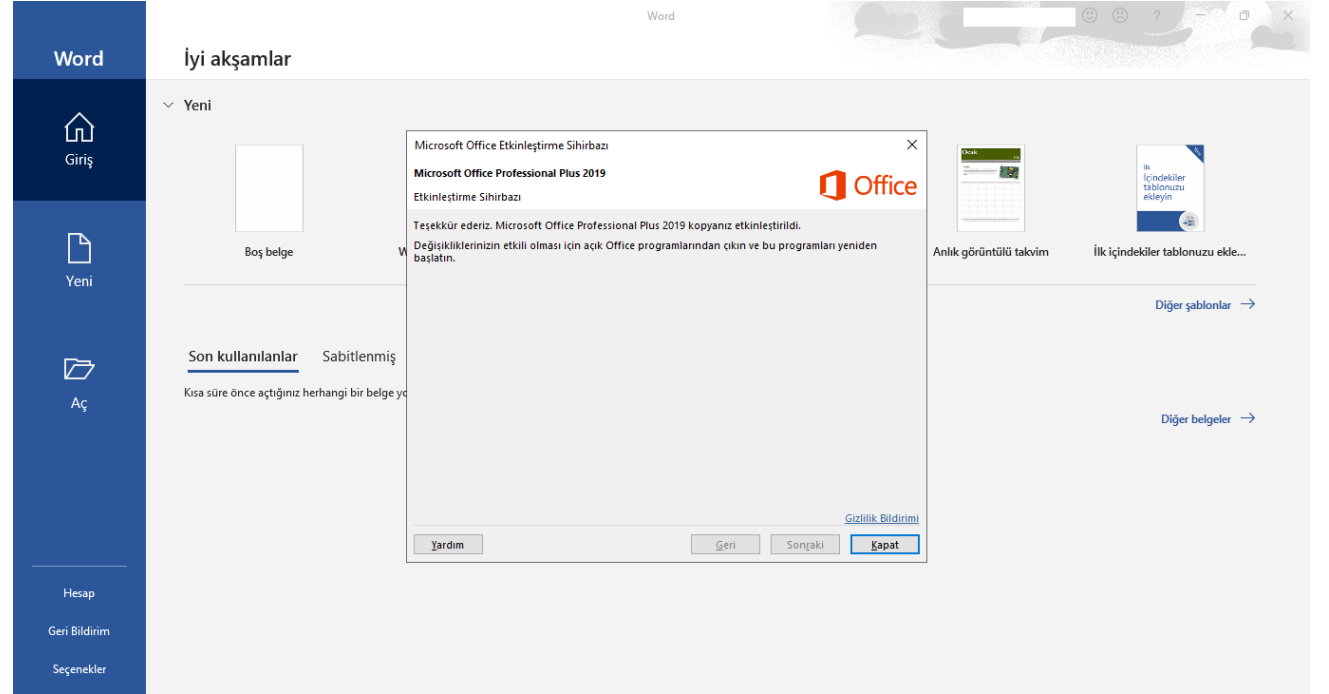 Word
Word
İyi akşamlar
Yeni
Giriş
Yeni
Aç
Hesap
Geri Bildirim
Seçenekler
Boş belge
Ocak
Anlık görüntülü takvim
Yeni
İlk
İçindekiler
tablonuzu
ekleyin
İlk içindekiler tablonuzu ekle...
Diğer şablonlar
Son kullanılanlar Sabitlenmiş
Kısa süre önce açtığınız herhangi bir belge
Diğer belgeler
Microsoft Office Etkinleştirme Sihirbazı
Microsoft Office Professional Plus 2019
Etkinleştirme Sihirbazı
Office
Teşekkür ederiz. Microsoft Office Professional Plus 2019 kopyanız etkinleştirildi.
Değişikliklerinizin etkili olması için açık Office programlarından çıkın ve bu programları yeniden
başlatın.
Gizlilik Bildirimi
Yardım Geri Sonraki Kapat